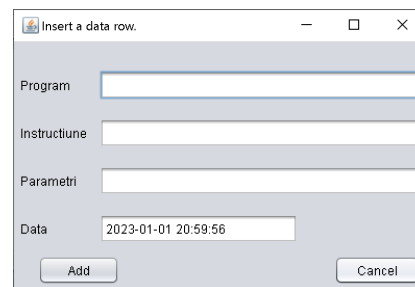 Insert a data row.
Program
Instructiune
Parametri
Data 2023-01-01 20:59:56
Add Cancel